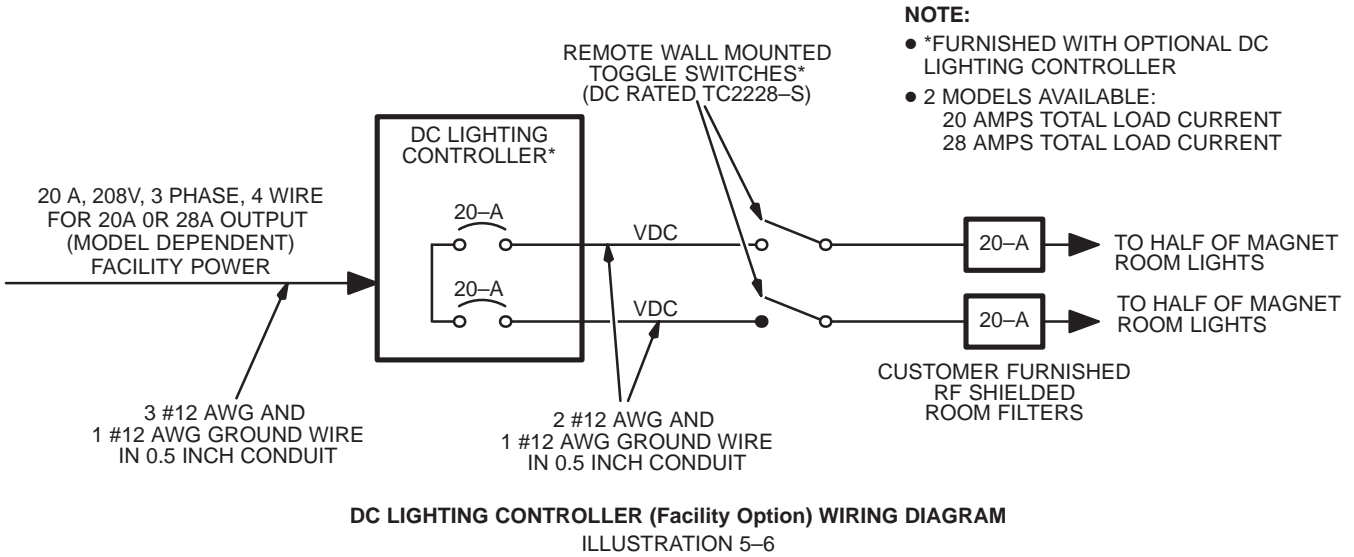 NOTE:
● *FURNISHED WITH OPTIONAL DC
LIGHTING CONTROLLER
● 2 MODELS AVAILABLE:
20 AMPS TOTAL LOAD CURRENT
28 AMPS TOTAL LOAD CURRENT
REMOTE WALL MOUNTED
TOGGLE SWITCHES*
(DC RATED TC2228–S)
DC LIGHTING
CONTROLLER*
20 A, 208V, 3 PHASE, 4 WIRE
FOR 20A 0R 28A OUTPUT
(MODEL DEPENDENT)
FACILITY POWER
20–A
VDC
20–A
TO HALF OF MAGNET
ROOM LIGHTS
20–A
VDC
20–A
TO HALF OF MAGNET
ROOM LIGHTS
CUSTOMER FURNISHED
RF SHIELDED
ROOM FILTERS
3 #12 AWG AND
1 #12 AWG GROUND WIRE
IN 0.5 INCH CONDUIT
2 #12 AWG AND
1 #12 AWG GROUND WIRE
IN 0.5 INCH CONDUIT
DC LIGHTING CONTROLLER (Facility Option) WIRING DIAGRAM
ILLUSTRATION 5–6